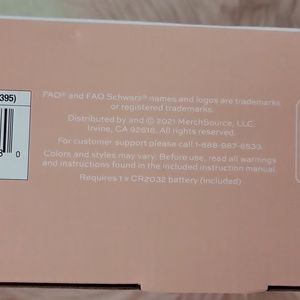 395)
FAO® and FAO Schwarz® names and logos are trademarks
or registered trademarks.
Distributed by and © 2021 MerchSource, LLC.
Irvine, CA 92618. All rights reserved.
For customer support please call 1-888-987-6533.
Colors and styles may vary. Before use, read all warnings
and instructions found in the included instruction manual.
Requires 1 x CR2032 battery (included)
0